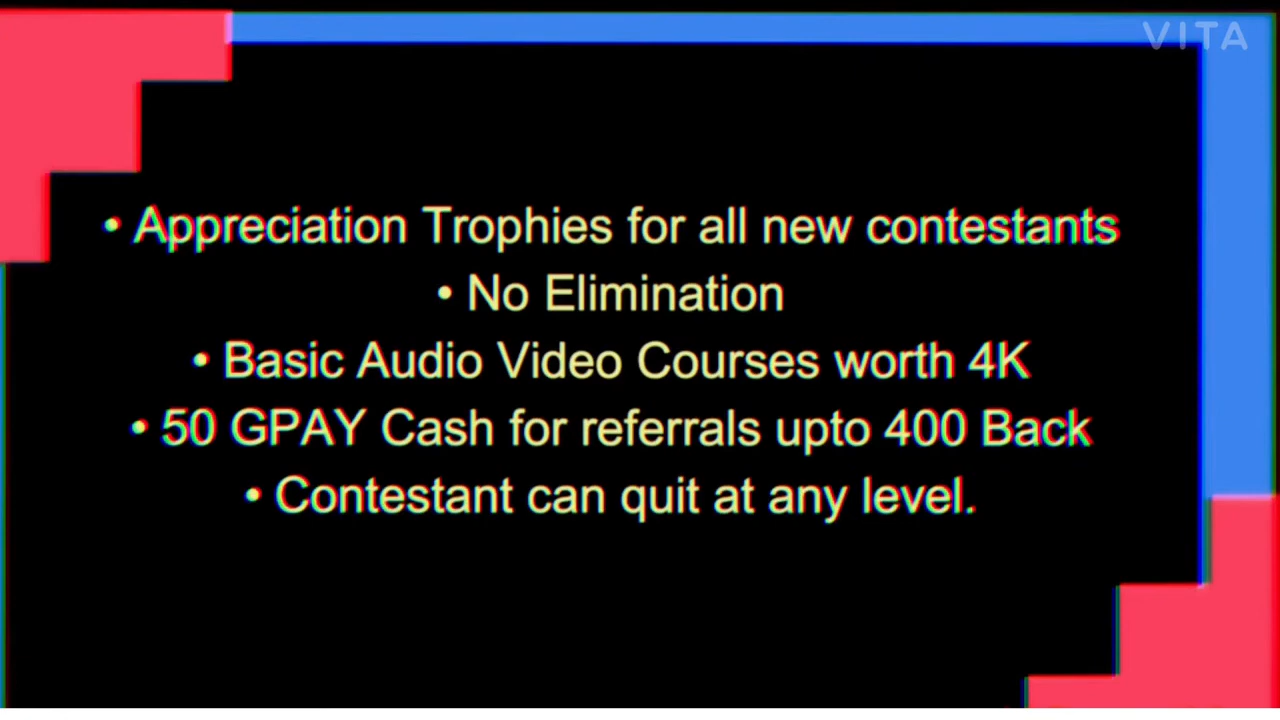 VITA
• Appreciation Trophies for all new contestants
• No Elimination
• Basic Audio Video Courses worth 4K
• 50 GPAY Cash for referrals upto 400 Back
• Contestant can quit at any level.